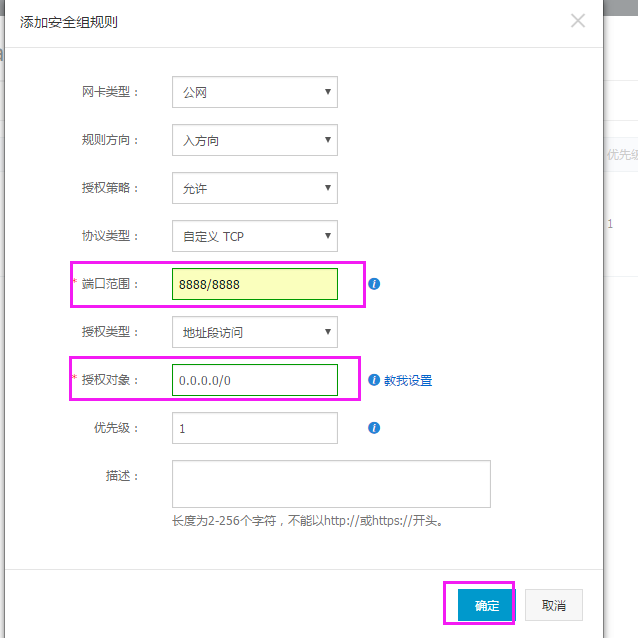 添加安全组规则
网卡类型： 公网
规则方向： 入方向
优先级
授权策略： 允许
1
协议类型： 自定义 TCP
* 端口范围： 8888/8888
授权类型： 地址段访问
* 授权对象： 0.0.0.0/0 教我设置
优先级： 1
描述：
长度为2-256个字符，不能以http://或https://开头。
确定 取消